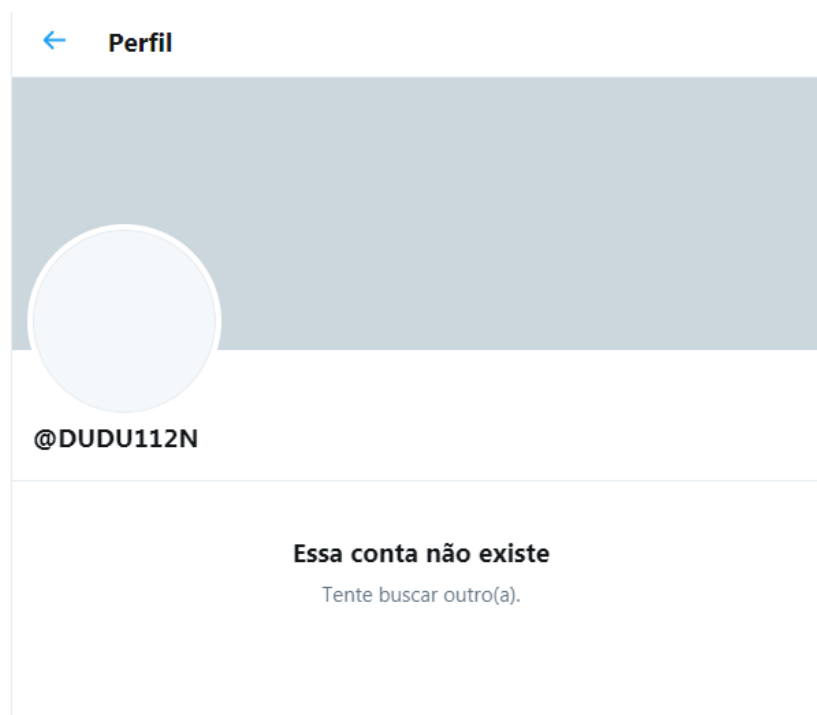 Perfil
@DUDU112N
Essa conta não existe
Tente buscar outro(a).